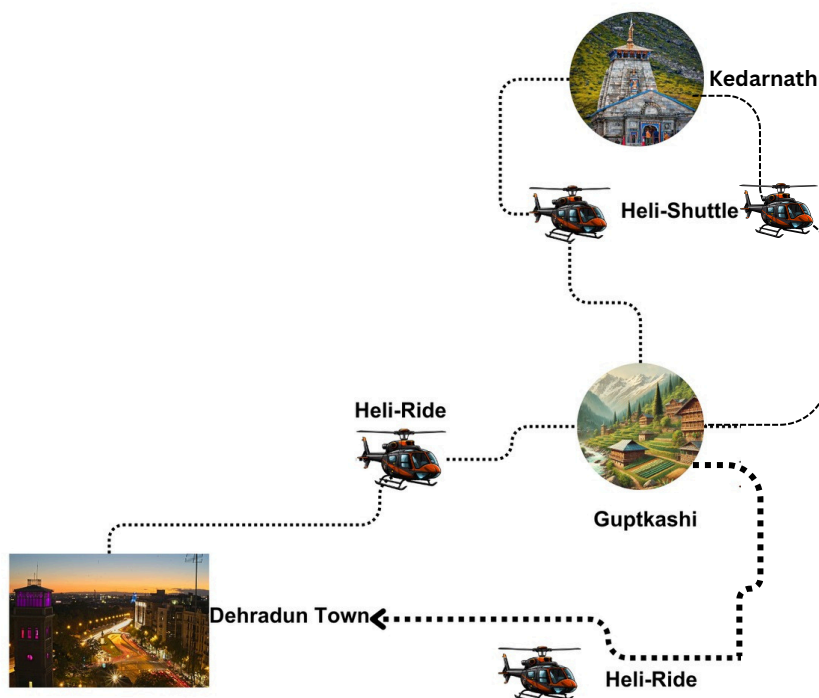 Kedarnath
Heli-Shuttle
Heli-Ride
Guptkashi
Dehradun Town
Heli-Ride